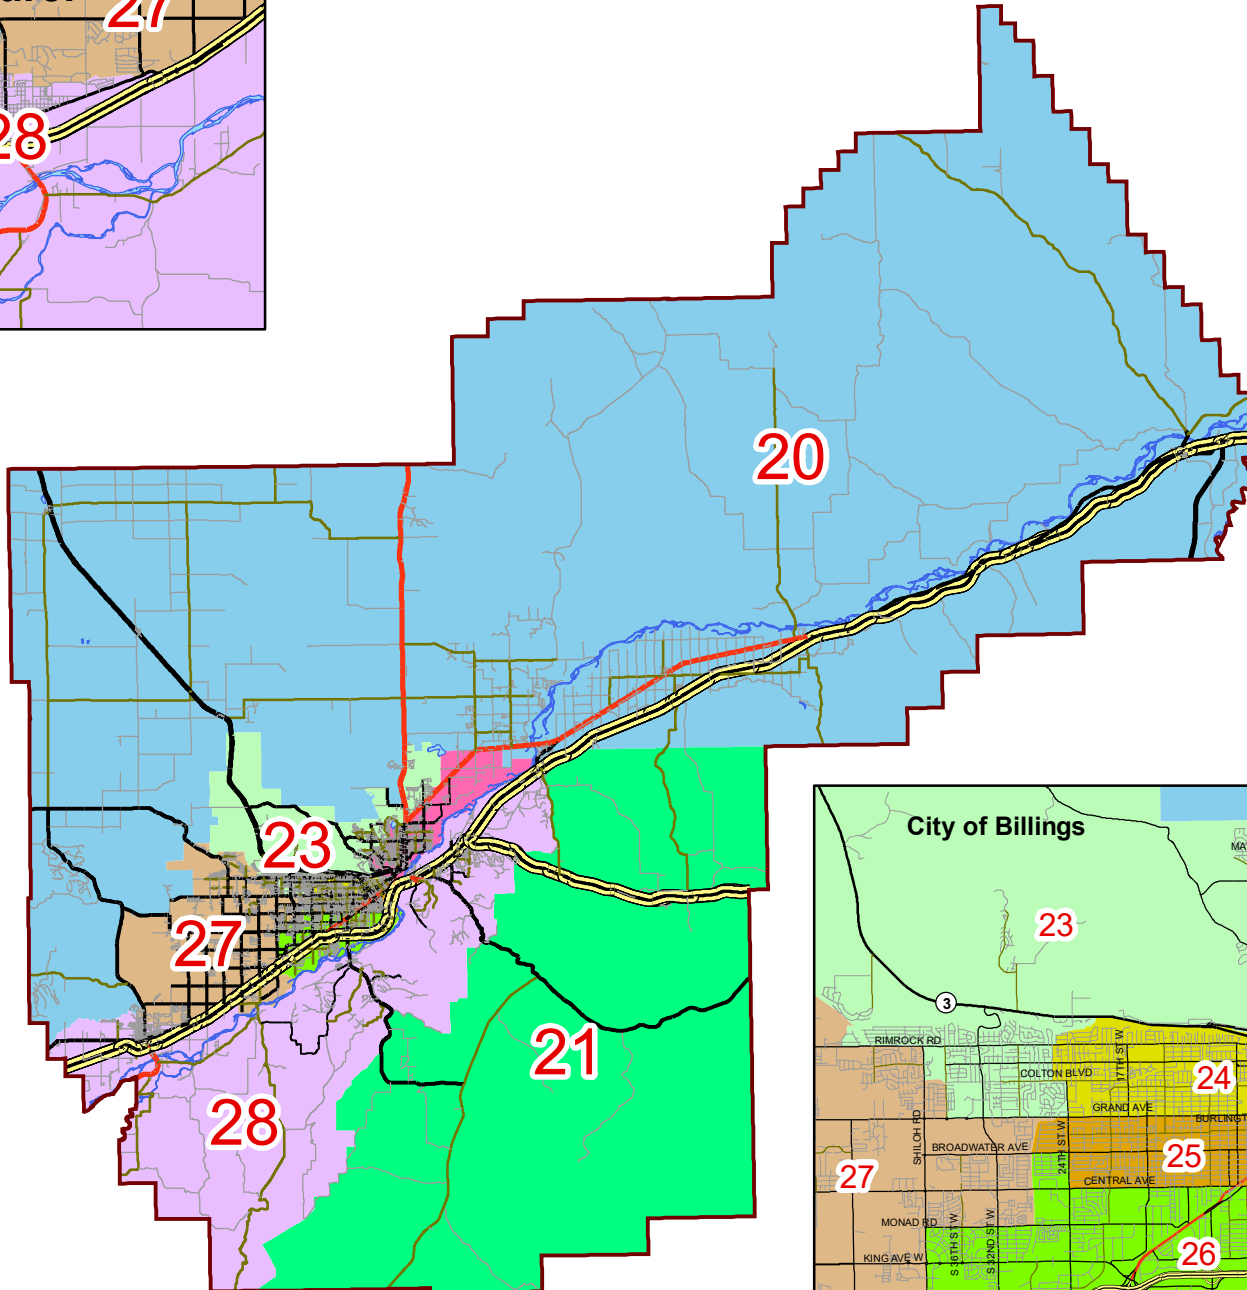 27
28
20
23
27
21
28
City of Billings
23
3
RIMROCK RD
17TH ST W
COLTON BLVD
24
GRAND AVE
SHILOH RD
24TH ST W
BROADWATER AVE
25
27
CENTRAL AVE
MONAD RD
S 36TH ST W
S 32ND ST W
KING AVE W
26